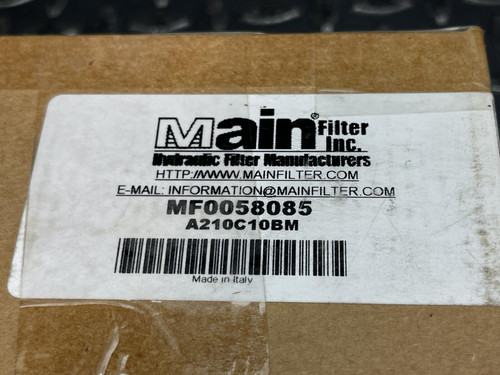 Main® Filter Inc.
Hydraulic Filter Manufacturers
HTTP://WWW.MAINFILTER.COM
E-MAIL: INFORMATION@MAINFILTER.COM
MF0058085
A210C10BM
Made in Italy